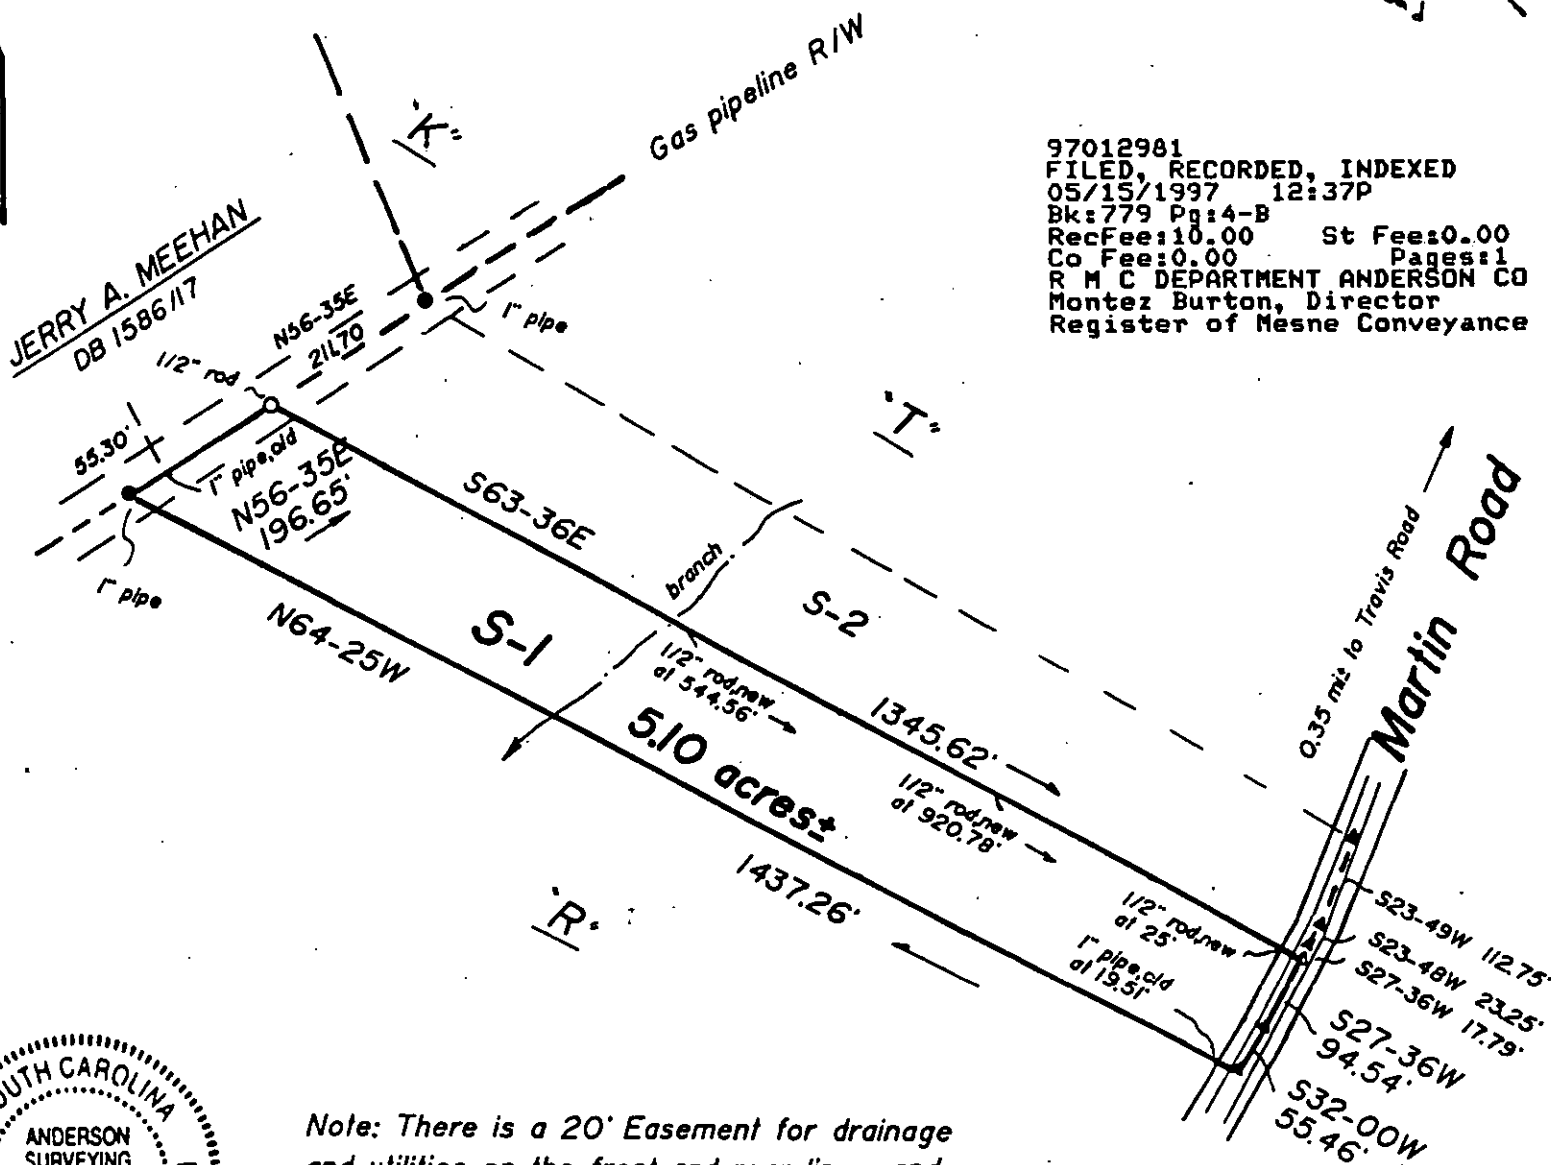 'K"
Gas pipeline R/W
97012981
FILED, RECORDED, INDEXED
05/15/1997 12:37P
Bk:779 Pg:4-B
RecFee:10.00 St Fee:0.00
Co Fee:0.00 Pages:1
R M C DEPARTMENT ANDERSON CO
Montez Burton, Director
Register of Mesne Conveyance
JERRY A. MEEHAN
DB 1586/17
N56-35E
211.70
1" pipe
1/2" rod
55.30'
1" pipe,old
N56-35E
196.65'
1" pipe
'T"
S63-36E
branch
S-2
0.35 mi± to Travis Road
Martin Road
N64-25W
S-1
1/2" rod,new
at 544.56'
5.10 acres±
1345.62'
1/2" rod,new
at 920.78'
1437.26'
'R"
1/2" rod,new
at 25'
1" pipe,old
at 19.51'
S23-49W 112.75'
S23-48W 23.25'
S27-36W 17.79'
S27-36W
94.54'
S32-00W
55.46'
OUTH CAROLINA
ANDERSON
SURVEYING
Note: There is a 20' Easement for drainage